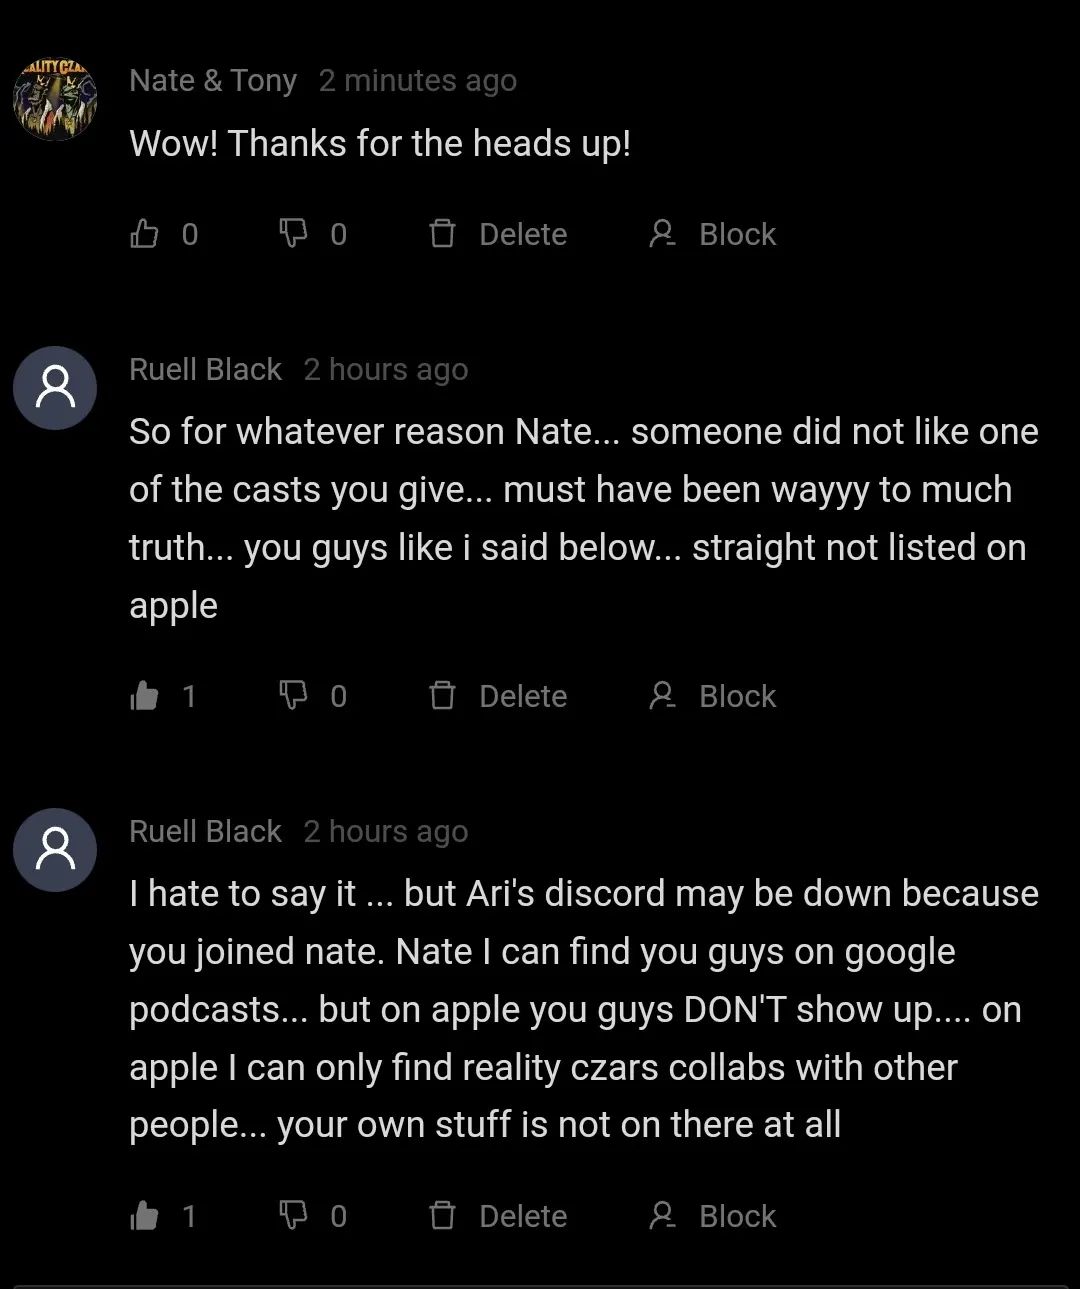 ALITY CZA
Nate & Tony 2 minutes ago
Wow! Thanks for the heads up!
0 0 Delete Block
Ruell Black 2 hours ago
So for whatever reason Nate... someone did not like one
of the casts you give... must have been wayyy to much
truth... you guys like i said below... straight not listed on
apple
1 0 Delete Block
Ruell Black 2 hours ago
I hate to say it ... but Ari's discord may be down because
you joined nate. Nate I can find you guys on google
podcasts... but on apple you guys DON'T show up.... on
apple I can only find reality czars collabs with other
people... your own stuff is not on there at all
1 0 Delete Block